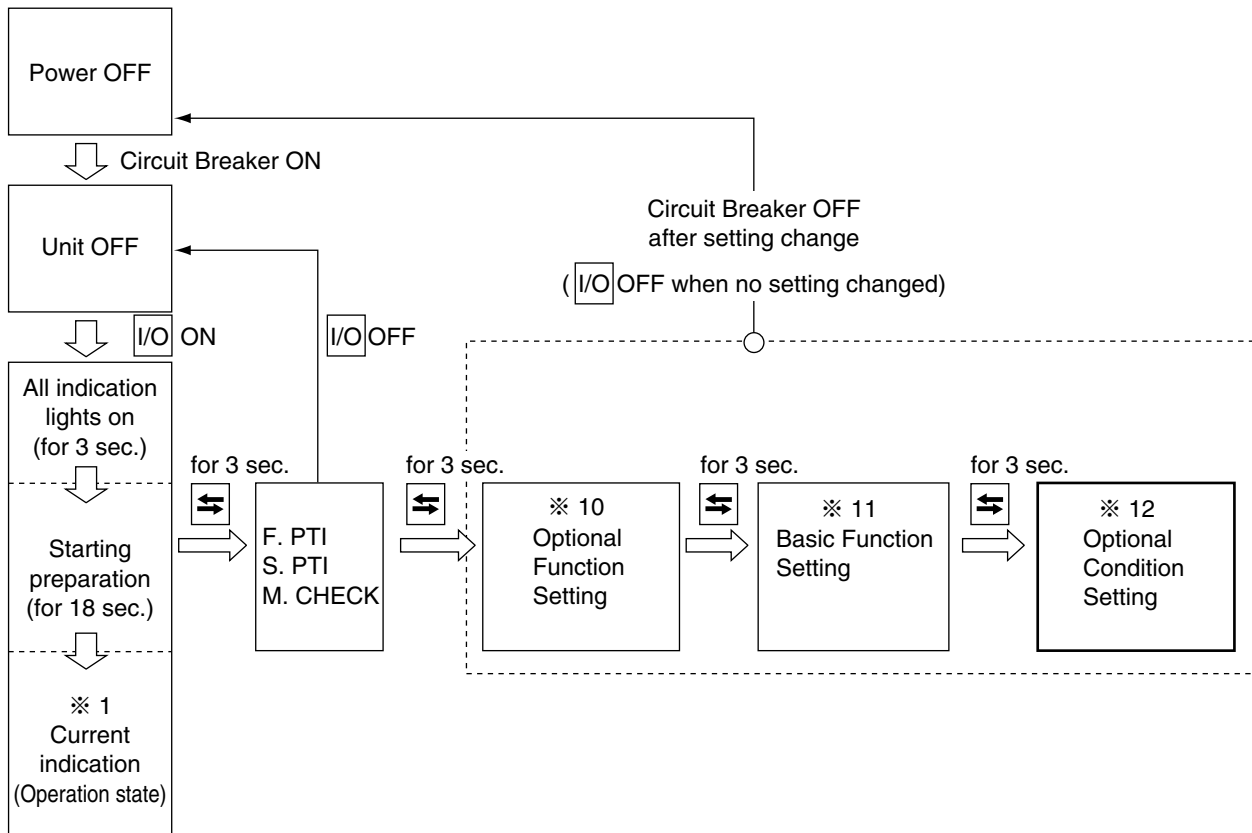 Power OFF
Circuit Breaker ON
Unit OFF
Circuit Breaker OFF
after setting change
( I/O OFF when no setting changed)
I/O ON
I/O OFF
All indication
lights on
(for 3 sec.)
for 3 sec.
for 3 sec.
for 3 sec.
for 3 sec.
Starting
preparation
(for 18 sec.)
F. PTI
S. PTI
M. CHECK
※ 10
Optional
Function
Setting
※ 11
Basic Function
Setting
※ 12
Optional
Condition
Setting
※ 1
Current
indication
(Operation state)